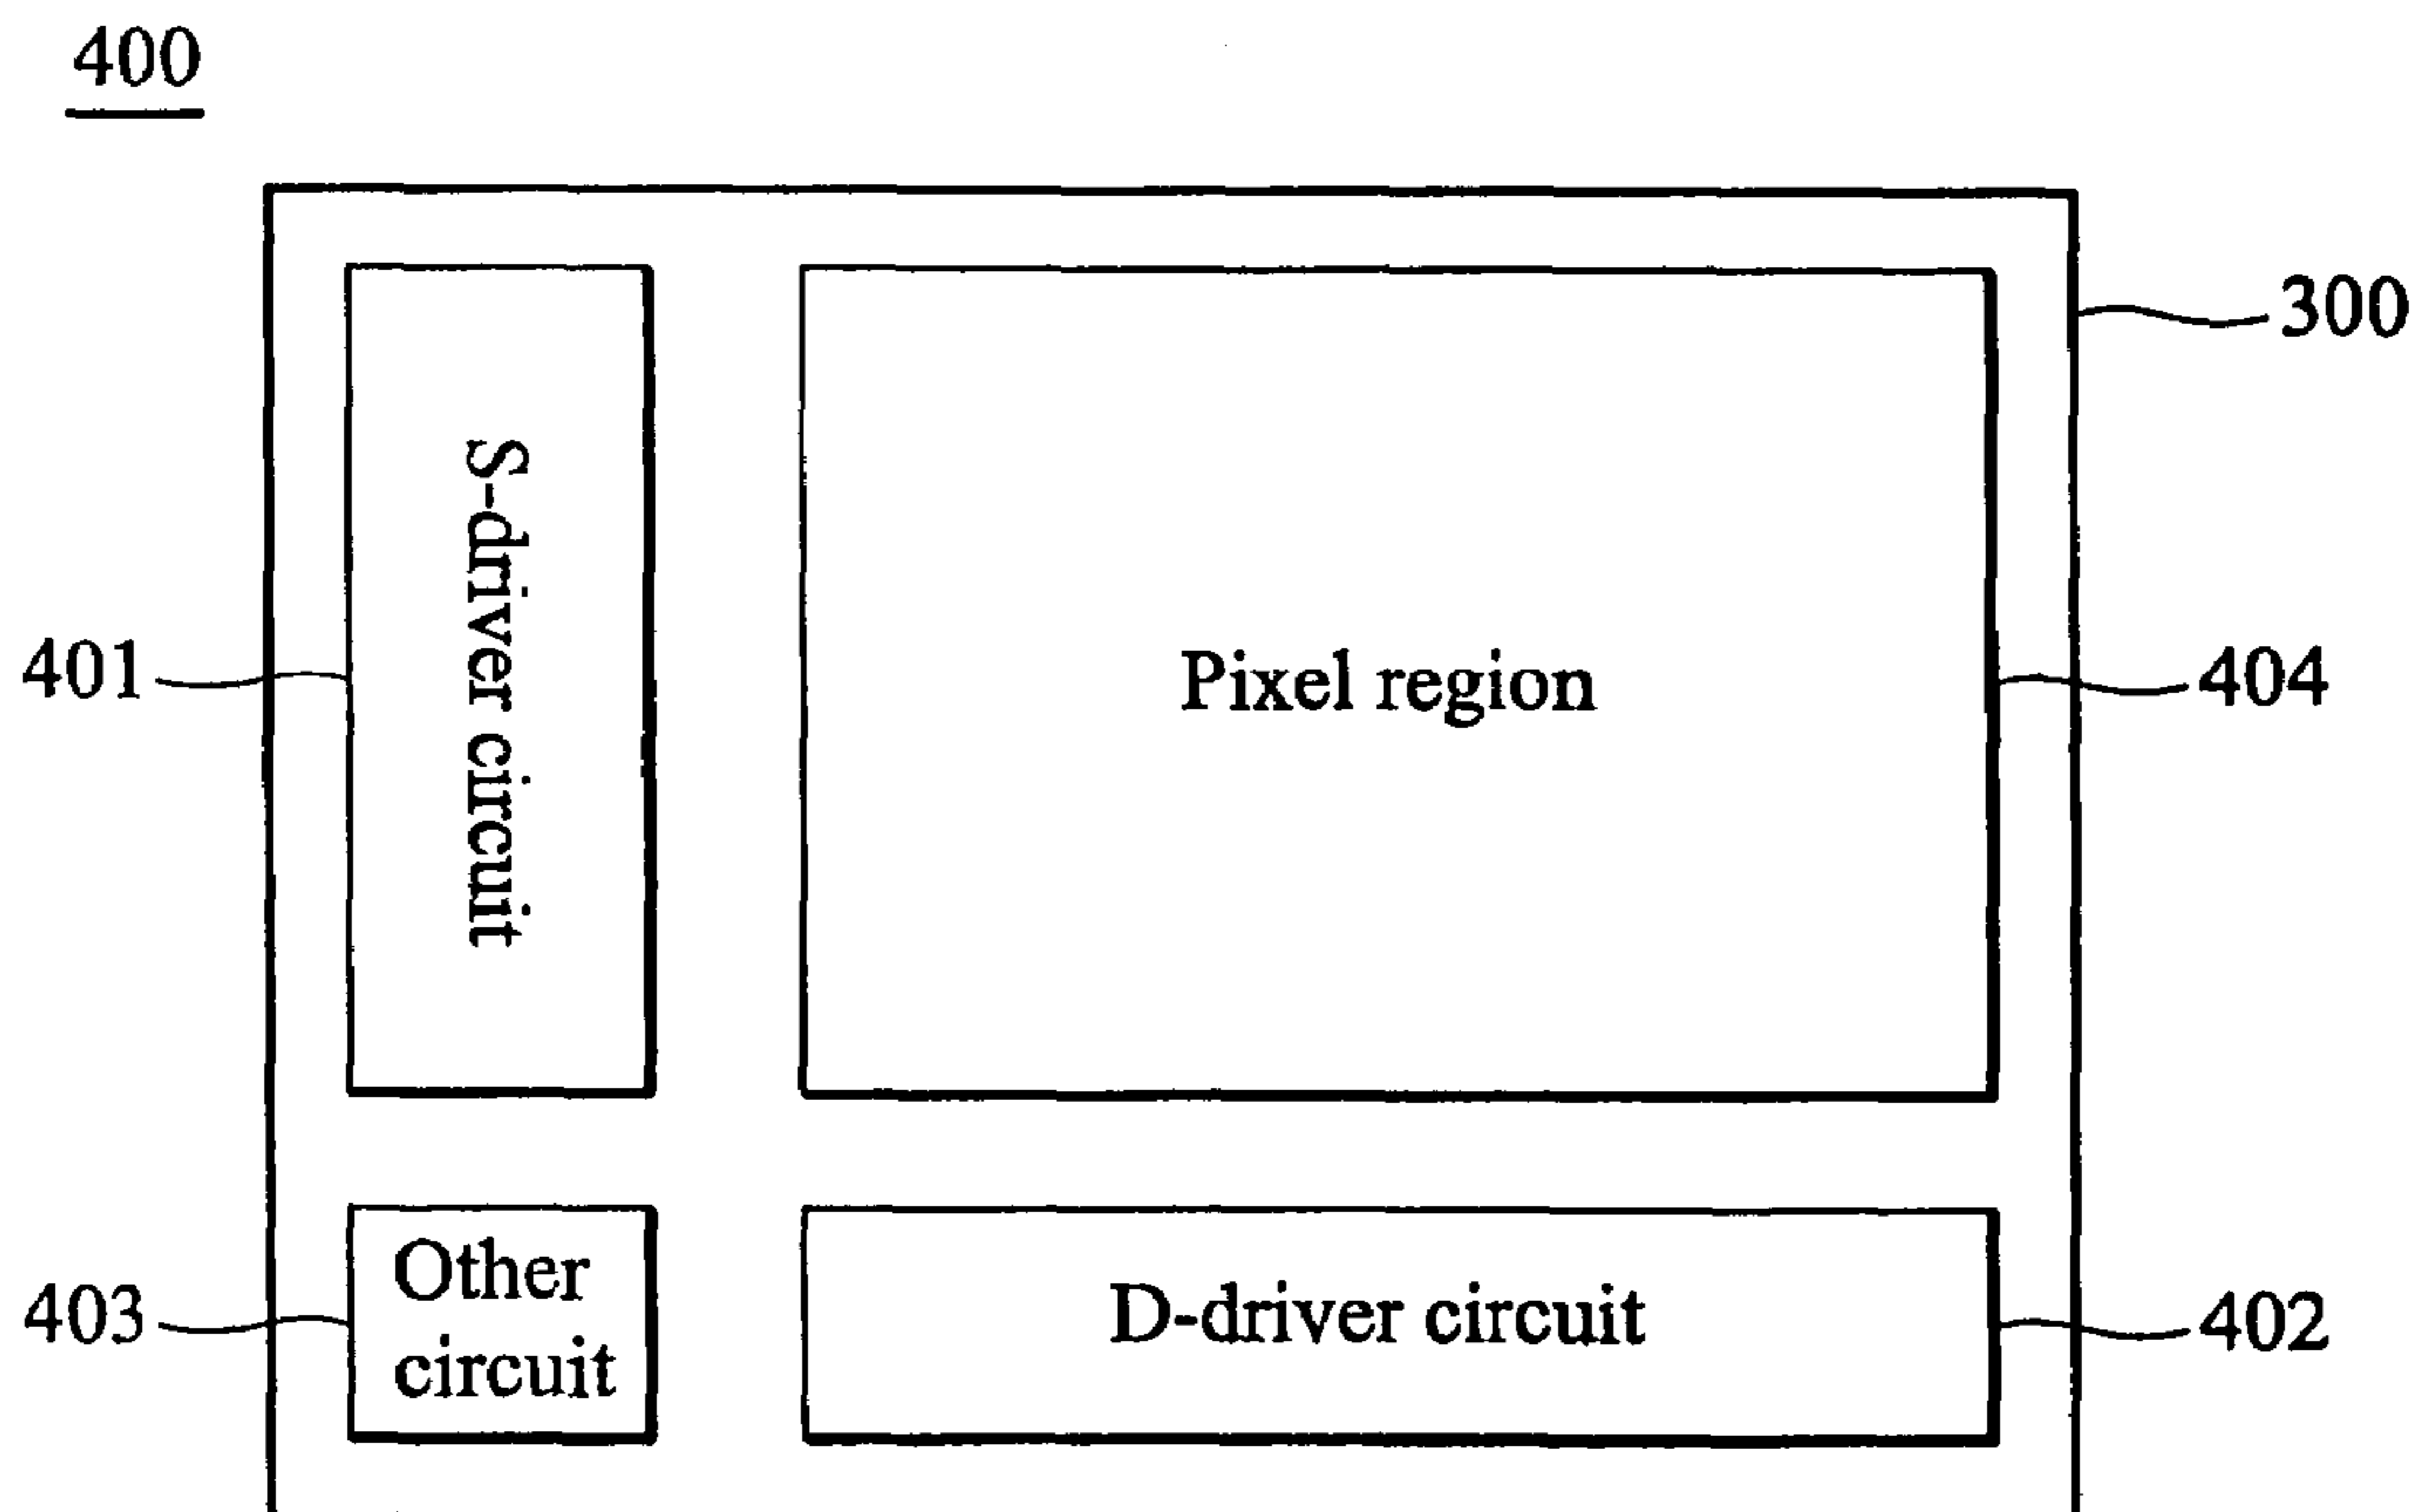 400
300
S-driver circuit
401
Pixel region
404
Other
circuit
403
D-driver circuit
402